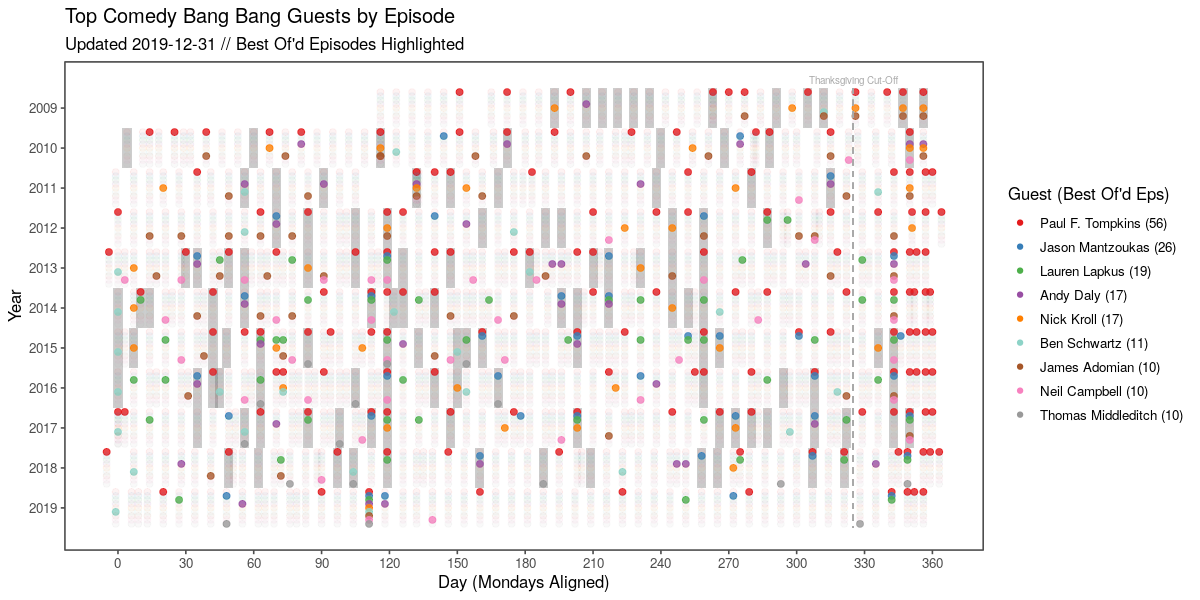 Top Comedy Bang Bang Guests by Episode
Updated 2019-12-31 // Best Of'd Episodes Highlighted
Thanksgiving Cut-Off
Year
2009
2010
2011
2012
2013
2014
2015
2016
2017
2018
2019
0 30 60 90 120 150 180 210 240 270 300 330 360
Day (Mondays Aligned)
Guest (Best Of'd Eps)
Paul F. Tompkins (56)
Jason Mantzoukas (26)
Lauren Lapkus (19)
Andy Daly (17)
Nick Kroll (17)
Ben Schwartz (11)
James Adomian (10)
Neil Campbell (10)
Thomas Middleditch (10)